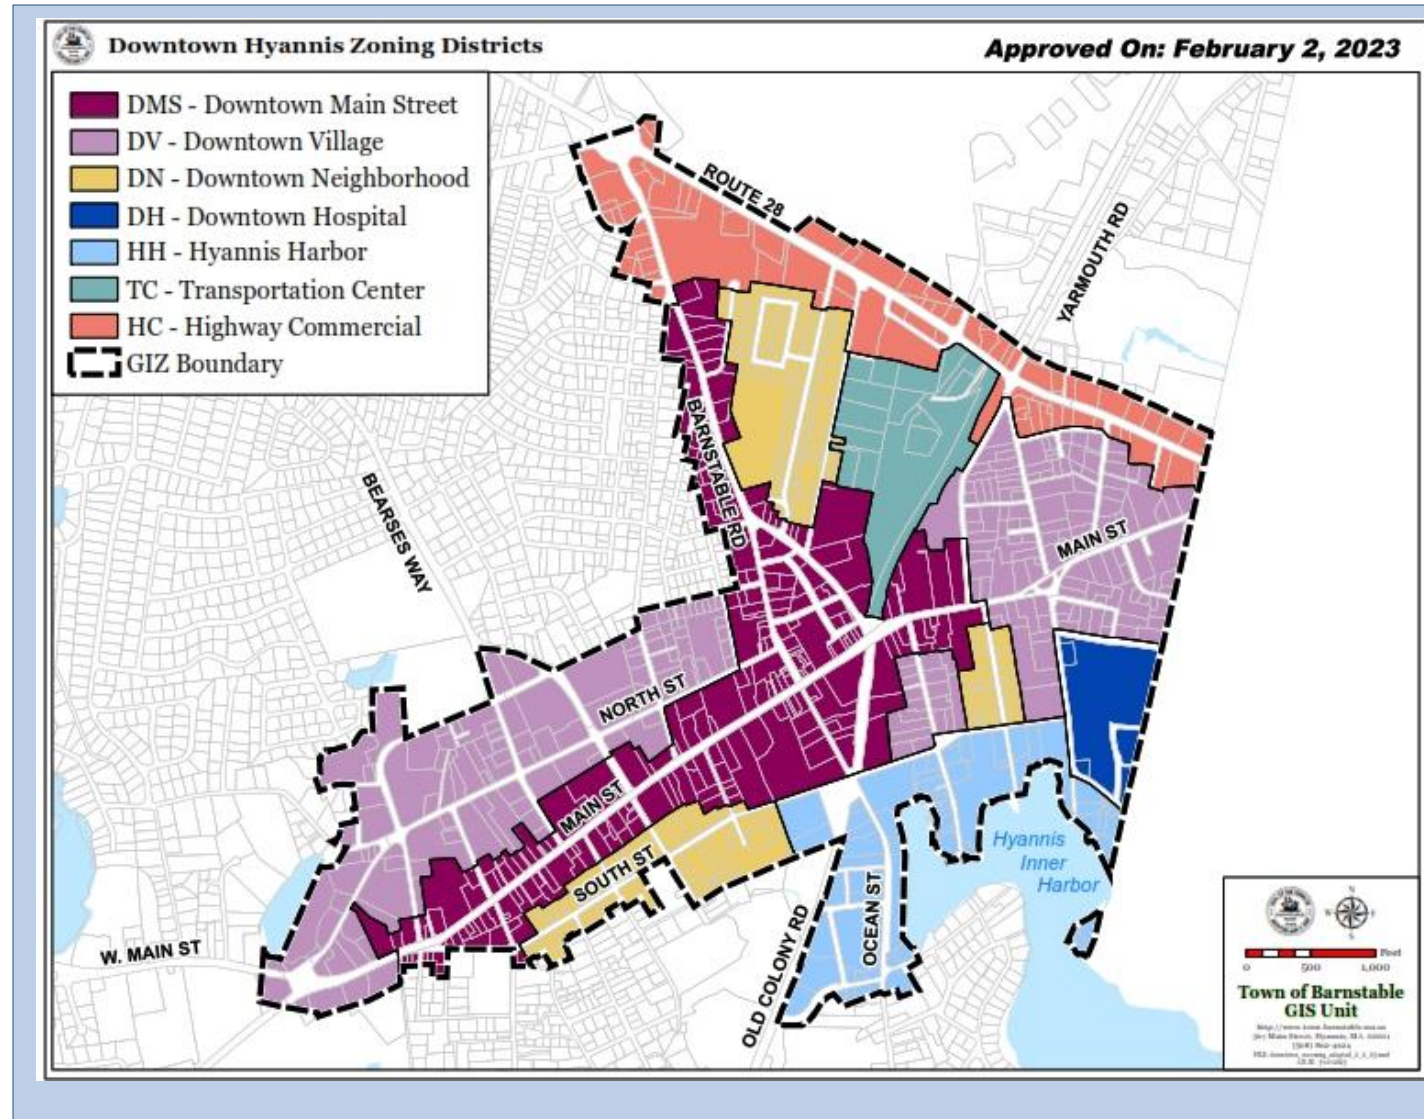 Downtown Hyannis Zoning Districts
Approved On: February 2, 2023
DMS - Downtown Main Street
DV - Downtown Village
DN - Downtown Neighborhood
DH - Downtown Hospital
HH - Hyannis Harbor
TC - Transportation Center
HC - Highway Commercial
GIZ Boundary
ROUTE 28
YARMOUTH RD
BARNSTABLE RD
BEARSES WAY
MAIN ST
NORTH ST
MAIN ST
SOUTH ST
W. MAIN ST
OLD COLONY RD
OCEAN ST
Hyannis
Inner
Harbor
N
W E
S
Feet
0 500 1,000
Town of Barnstable
GIS Unit